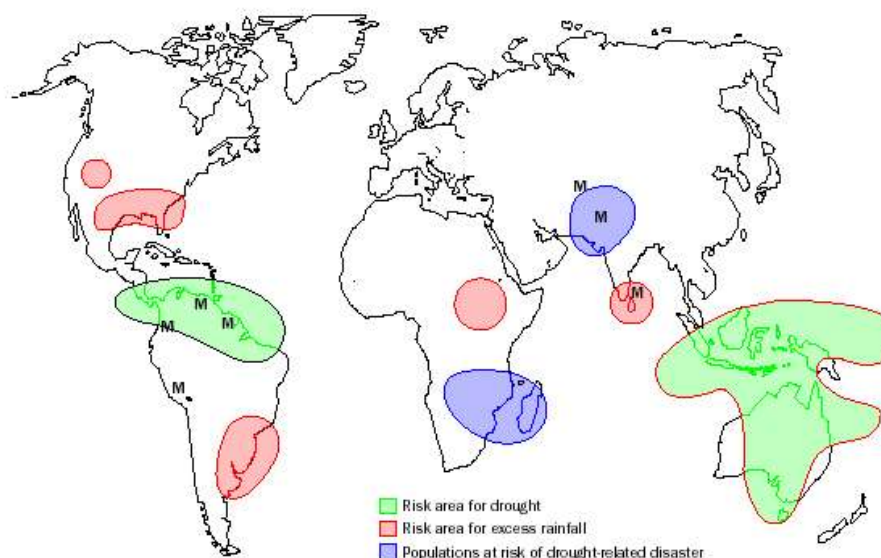 M
M
M
M
M
M
M
Risk area for drought
Risk area for excess rainfall
Populations at risk of drought-related disaster